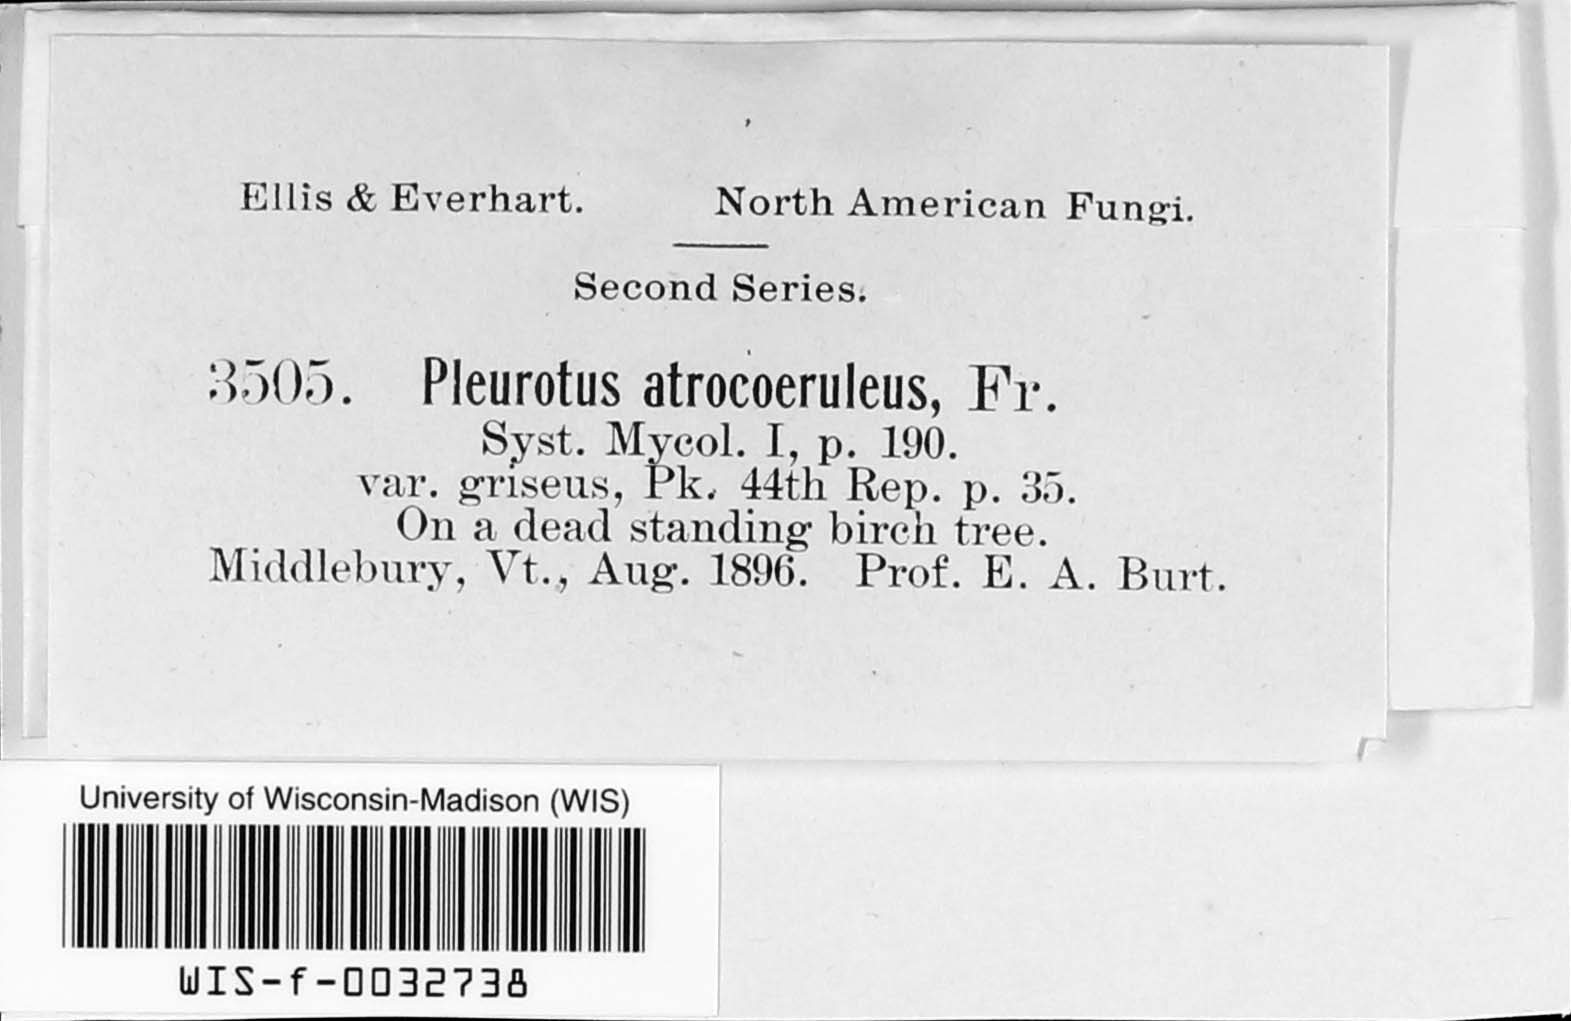 Ellis & Everhart. North American Fungi.
Second Series.
3505. Pleurotus atrocoeruleus, Fr.
Syst. Mycol. I, p. 190.
var. griseus, Pk. 44th Rep. p. 35.
On a dead standing birch tree.
Middlebury, Vt., Aug. 1896. Prof. E. A. Burt.
University of Wisconsin-Madison (WIS)
WIS-f-0032738